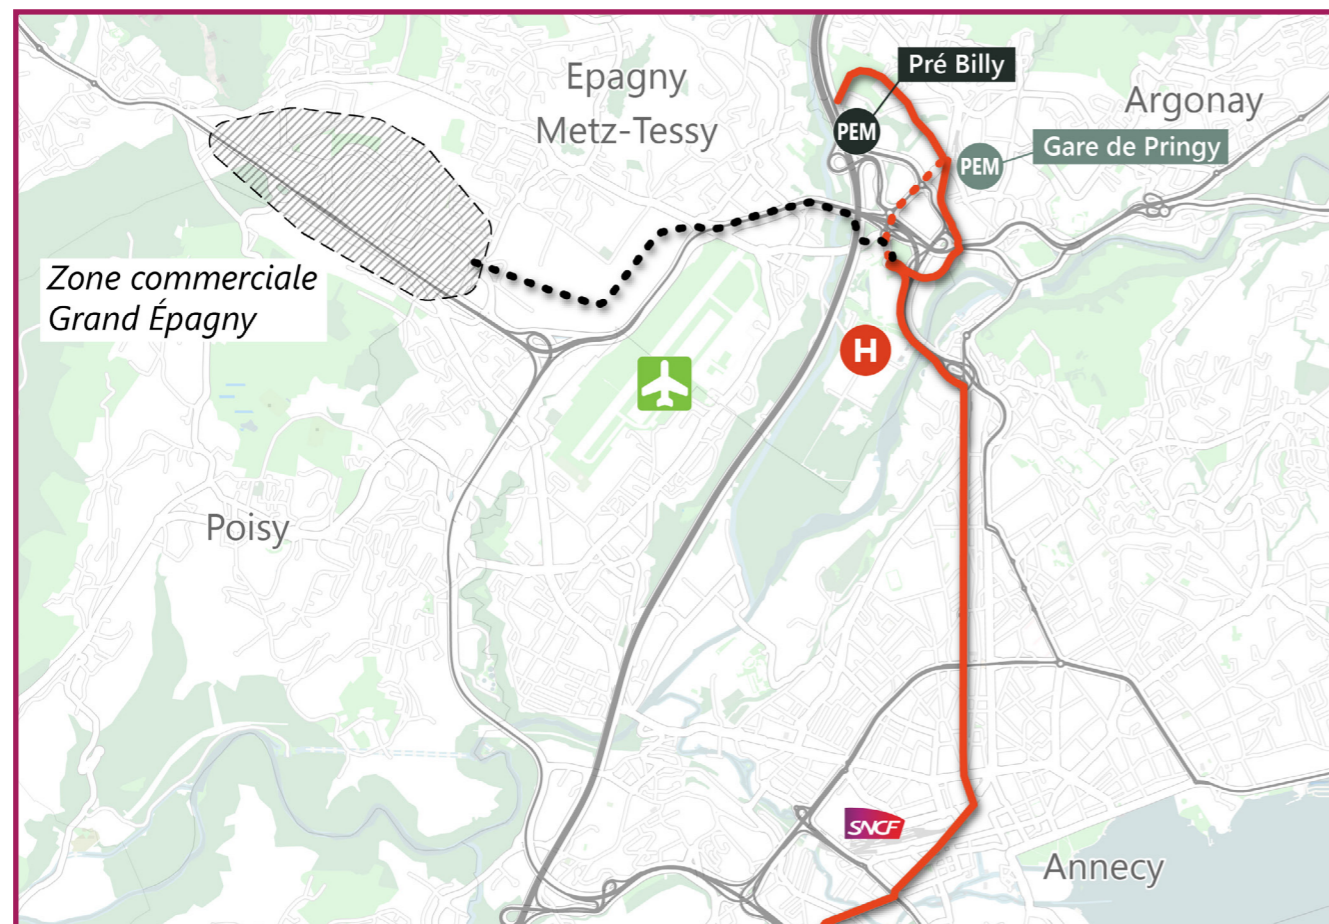 Pré Billy
Epagny
Metz-Tessy
Argonay
PEM
Gare de Pringy
PEM
Zone commerciale
Grand Épagny
H
Poisy
SNCF
Annecy